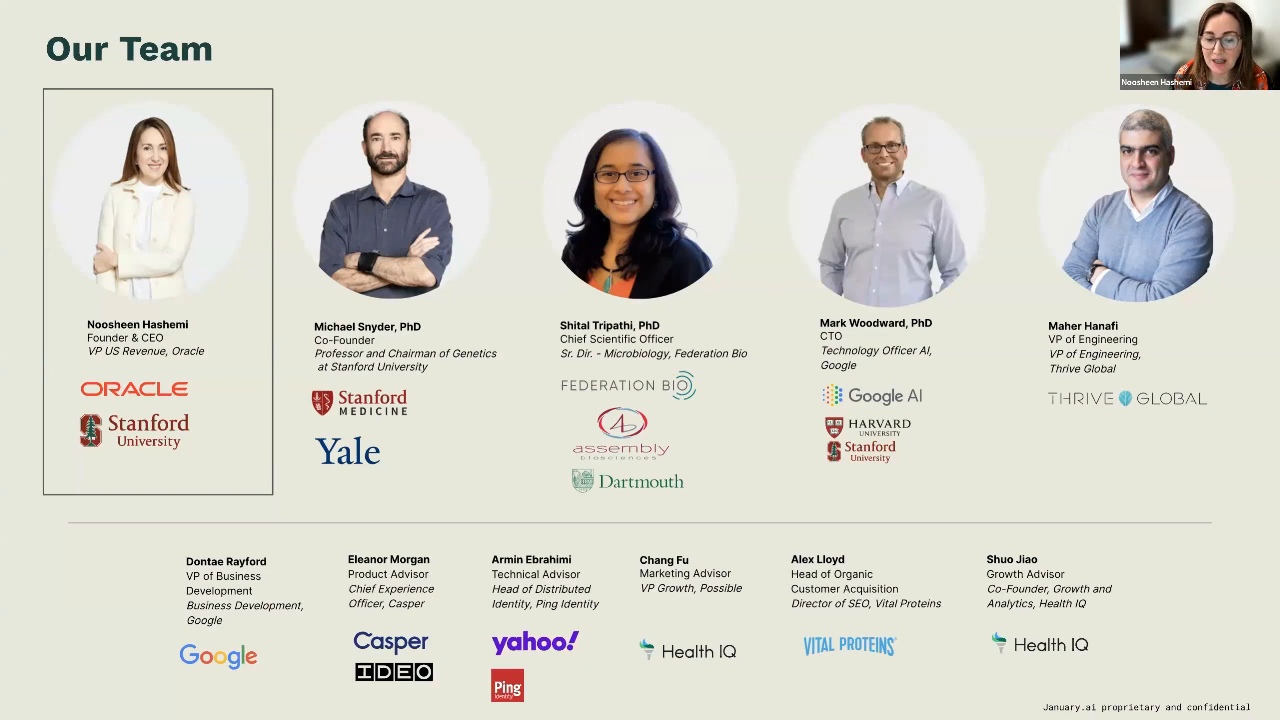 Our Team
Noosheen Hashemi
Noosheen Hashemi
Founder & CEO
VP US Revenue, Oracle
ORACLE
Stanford
University
Michael Snyder, PhD
Co-Founder
Professor and Chairman of Genetics
at Stanford University
Stanford
MEDICINE
Yale
Shital Tripathi, PhD
Chief Scientific Officer
Sr. Dir. - Microbiology, Federation Bio
FEDERATION BIO
assembly
biosciences
Dartmouth
Mark Woodward, PhD
CTO
Technology Officer AI,
Google
Google AI
HARVARD
UNIVERSITY
Stanford
University
Maher Hanafi
VP of Engineering
VP of Engineering,
Thrive Global
THRIVE GLOBAL
Dontae Rayford
VP of Business
Development
Business Development,
Google
Google
Eleanor Morgan
Product Advisor
Chief Experience
Officer, Casper
Casper
IDEO
Armin Ebrahimi
Technical Advisor
Head of Distributed
Identity, Ping Identity
yahoo!
Ping
Identity
Chang Fu
Marketing Advisor
VP Growth, Possible
Health IQ
Alex Lloyd
Head of Organic
Customer Acquisition
Director of SEO, Vital Proteins
VITAL PROTEINS
Shuo Jiao
Growth Advisor
Co-Founder, Growth and
Analytics, Health IQ
Health IQ
January.ai proprietary and confidential